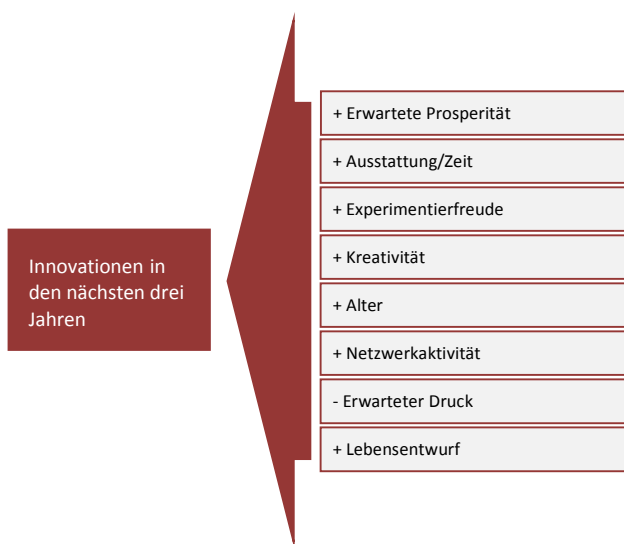 Innovationen in
den nächsten drei
Jahren
+ Erwartete Prosperität
+ Ausstattung/Zeit
+ Experimentierfreude
+ Kreativität
+ Alter
+ Netzwerkaktivität
- Erwarteter Druck
+ Lebensentwurf